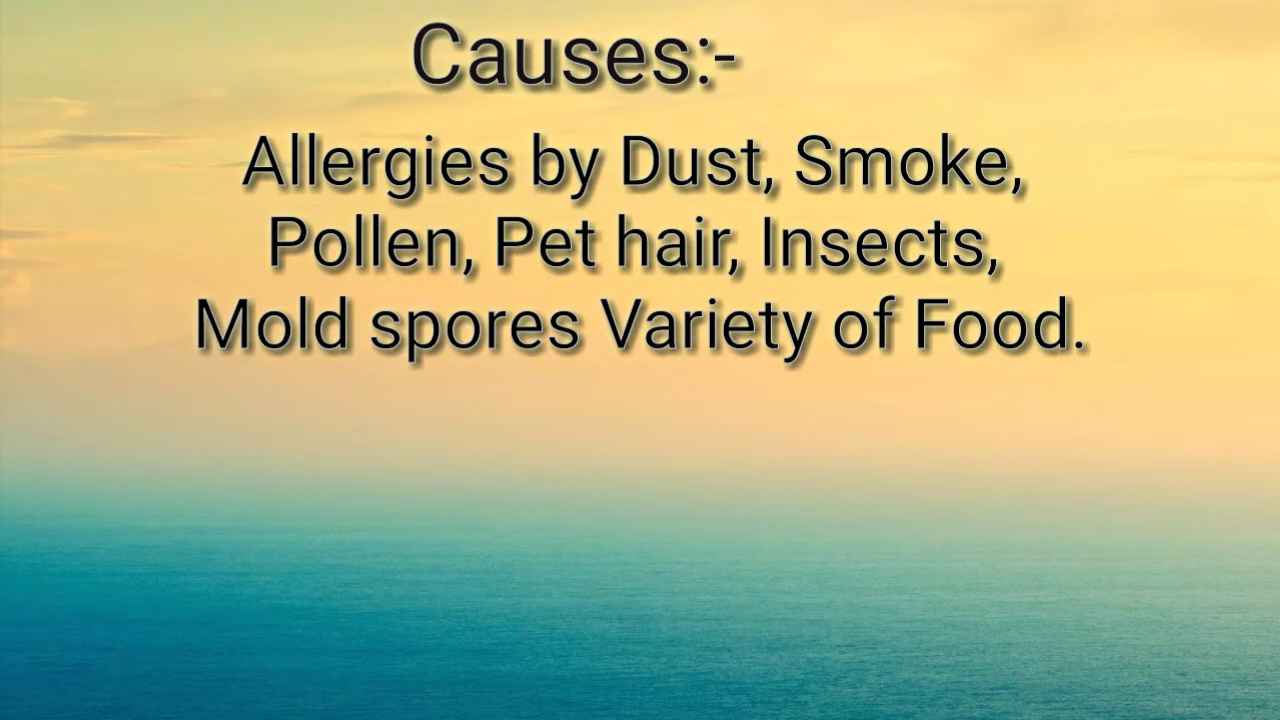 Causes:-
Allergies by Dust, Smoke,
Pollen, Pet hair, Insects,
Mold spores Variety of Food.